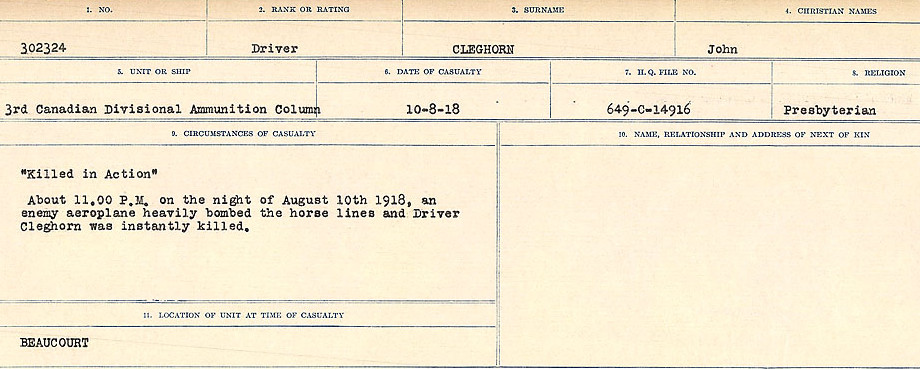 1. NO. 2. RANK OR RATING 3. SURNAME 4. CHRISTIAN NAMES
302324 Driver CLEGHORN John
5. UNIT OR SHIP 6. DATE OF CASUALTY 7. H. Q. FILE NO. 8. RELIGION
3rd Canadian Divisional Ammunition Column 10-8-18 649-C-14916 Presbyterian
9. CIRCUMSTANCES OF CASUALTY
"Killed in Action"
About 11.00 P.M. on the night of August 10th 1918, an
enemy aeroplane heavily bombed the horse lines and Driver
Cleghorn was instantly killed.
10. NAME, RELATIONSHIP AND ADDRESS OF NEXT OF KIN
11. LOCATION OF UNIT AT TIME OF CASUALTY
BEAUCOURT